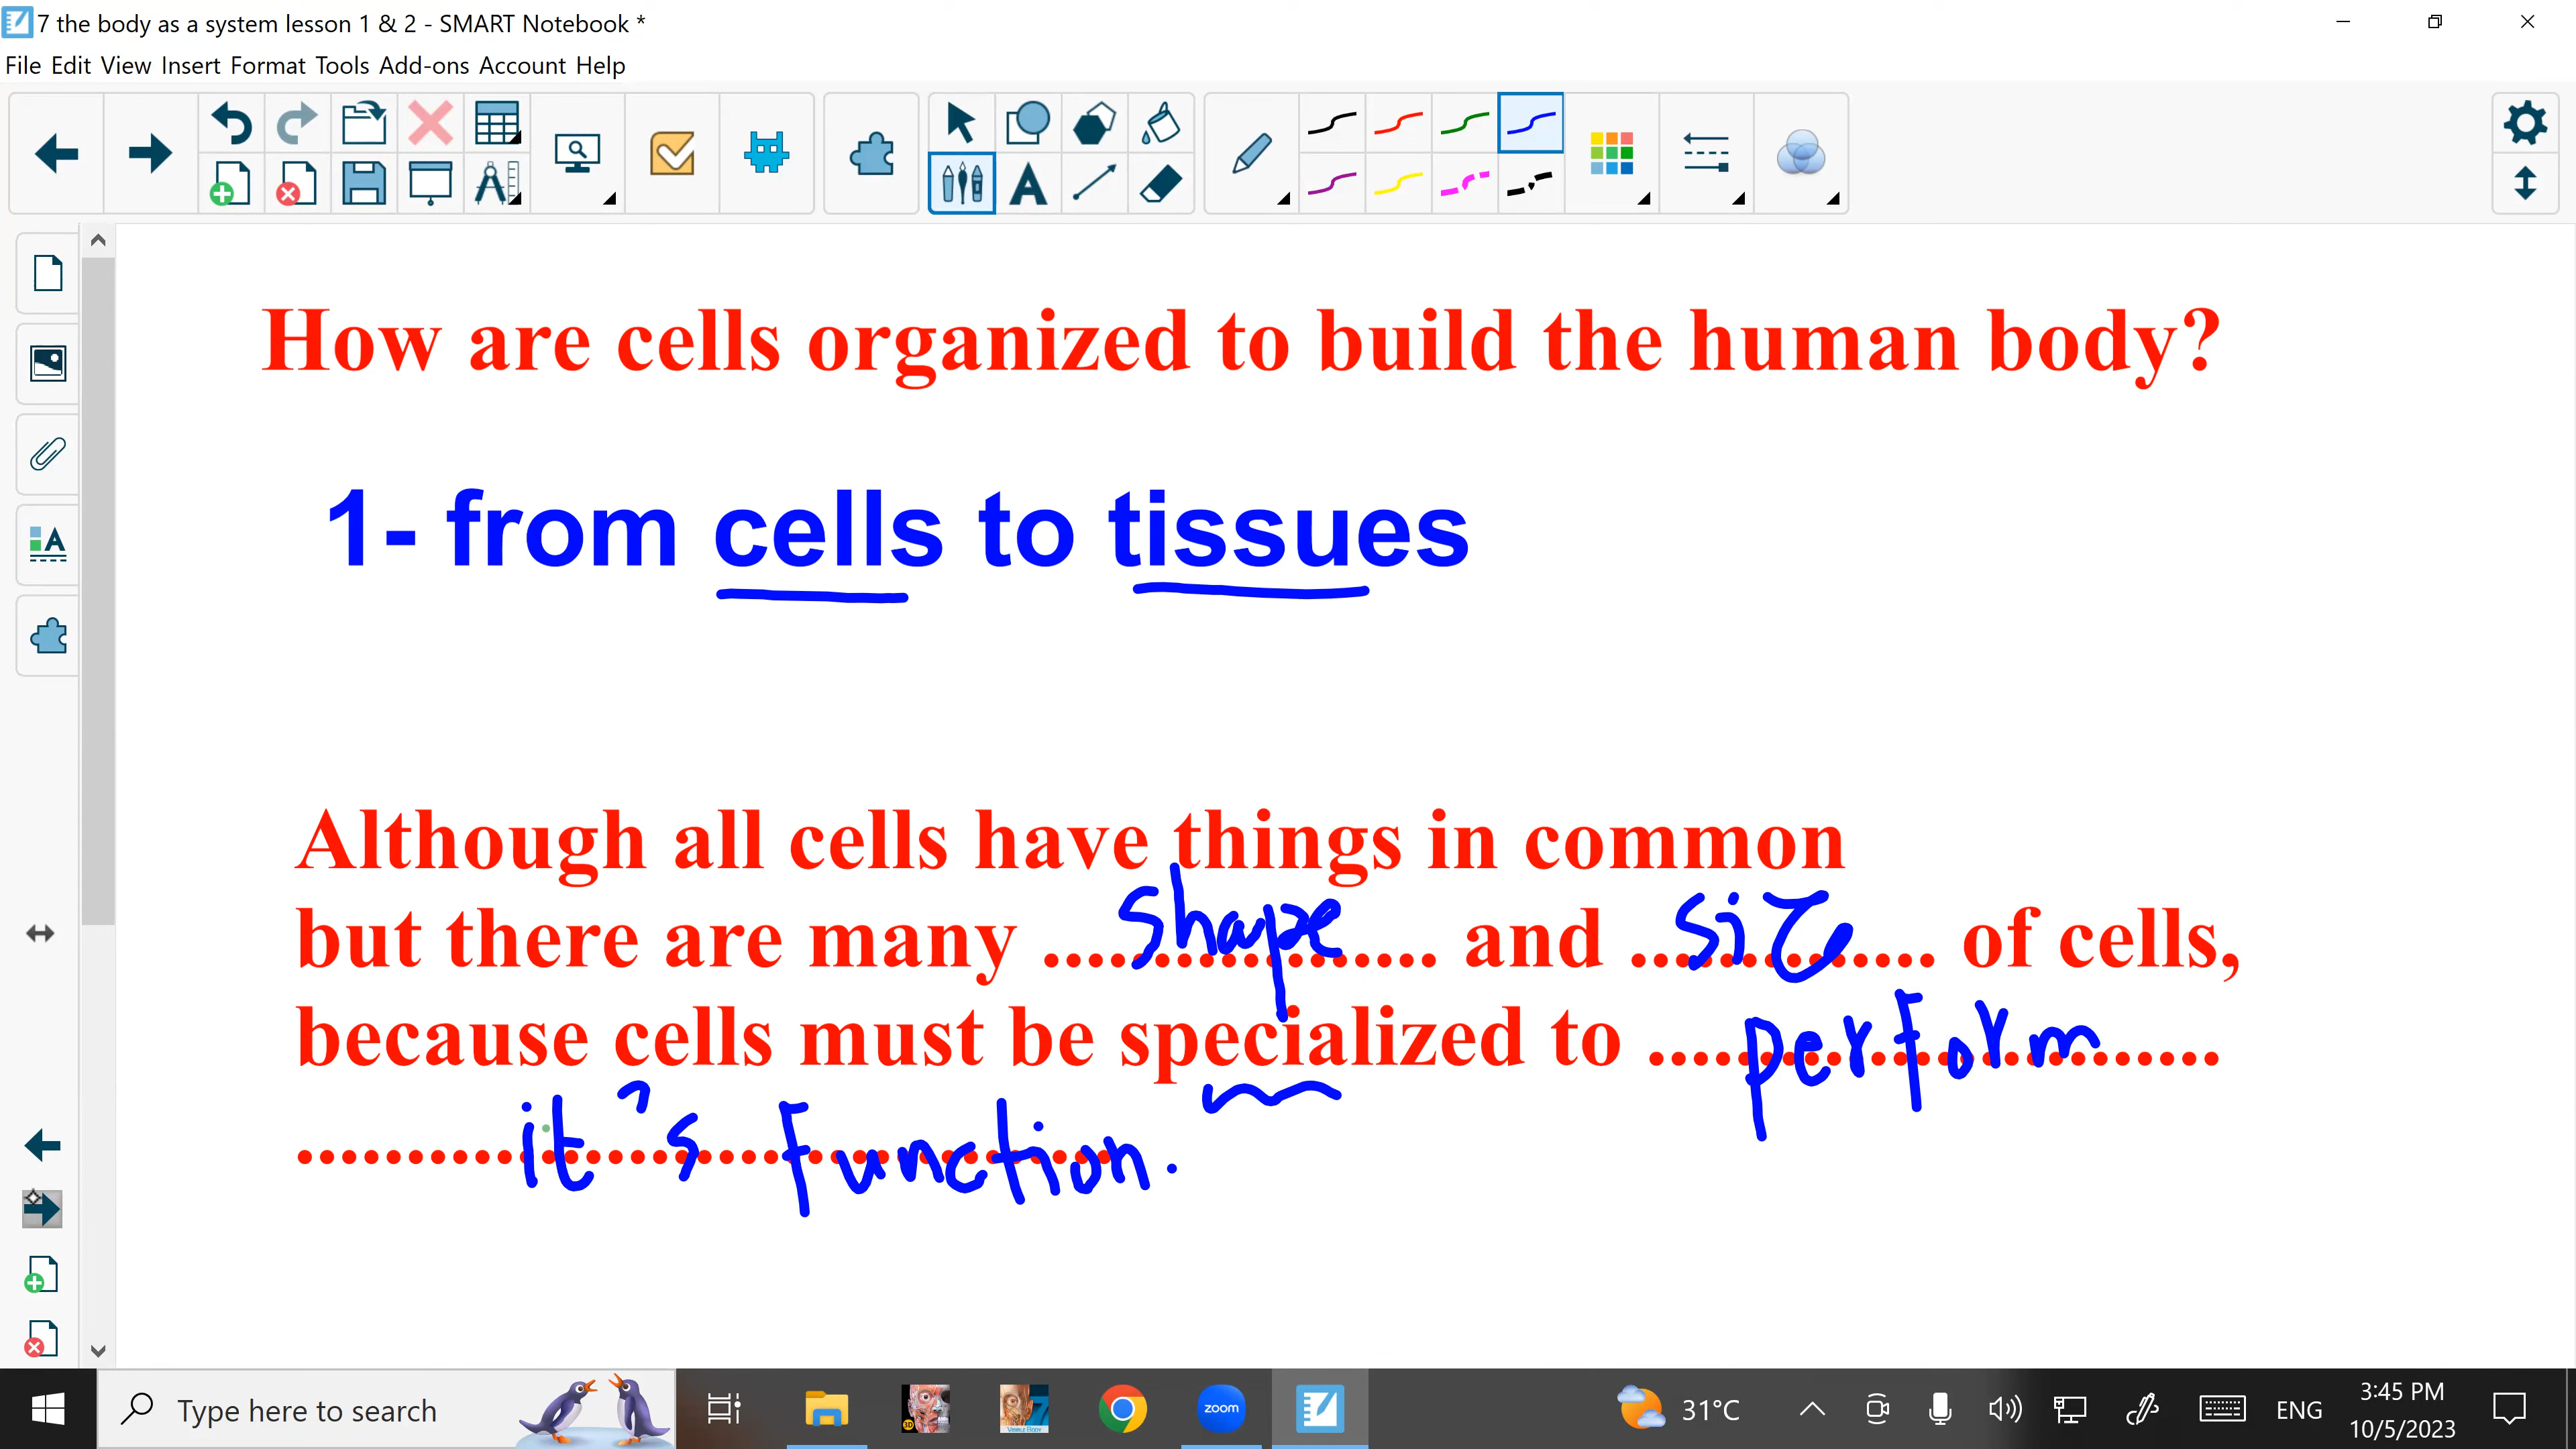 7 the body as a system lesson 1 & 2 - SMART Notebook *
File Edit View Insert Format Tools Add-ons Account Help
How are cells organized to build the human body?
1- from cells to tissues
Although all cells have things in common
but there are many ....shape.... and ....size.... of cells,
because cells must be specialized to ....perform....
....it's function.
Type here to search
zoom
31°C
ENG
3:45 PM
10/5/2023